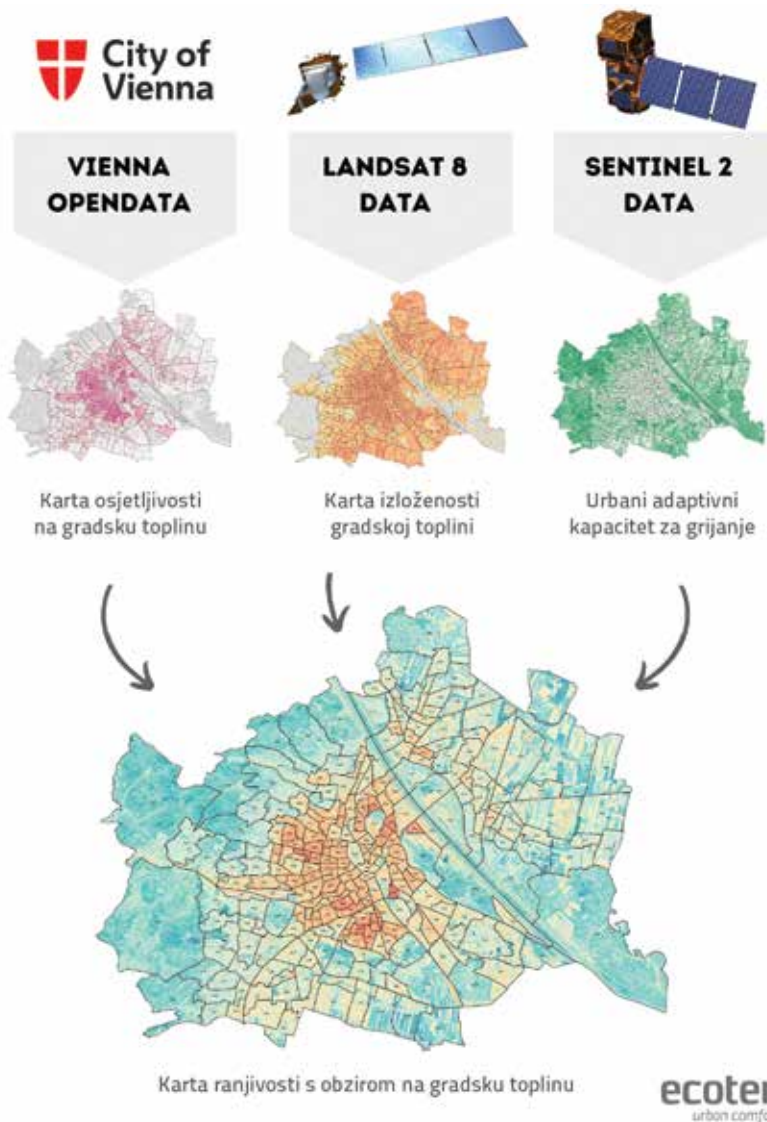 City of
Vienna
VIENNA
OPENDATA
LANDSAT 8
DATA
SENTINEL 2
DATA
Karta osjetljivosti
na gradsku toplinu
Karta izloženosti
gradskoj toplini
Urbani adaptivni
kapacitet za grijanje
Karta ranjivosti s obzirom na gradsku toplinu